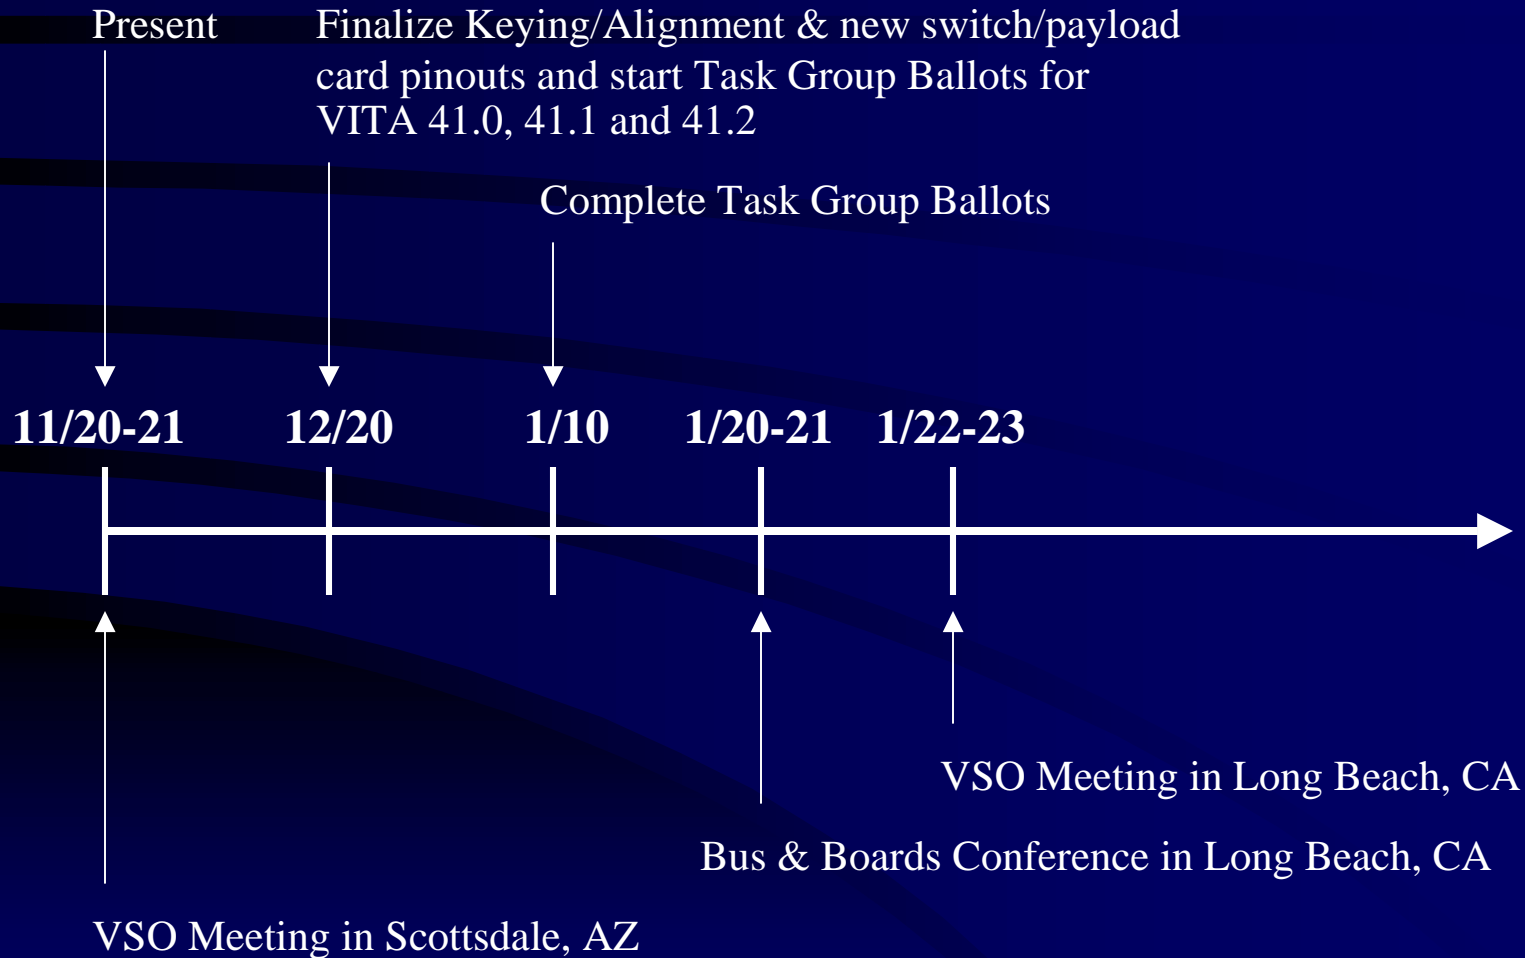 Present
Finalize Keying/Alignment & new switch/payload
card pinouts and start Task Group Ballots for
VITA 41.0, 41.1 and 41.2
Complete Task Group Ballots
11/20-21
12/20
1/10
1/20-21
1/22-23
VSO Meeting in Long Beach, CA
Bus & Boards Conference in Long Beach, CA
VSO Meeting in Scottsdale, AZ